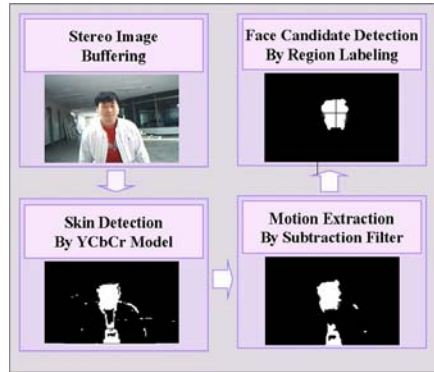 Stereo Image
Buffering
Skin Detection
By YCbCr Model
Motion Extraction
By Subtraction Filter
Face Candidate Detection
By Region Labeling